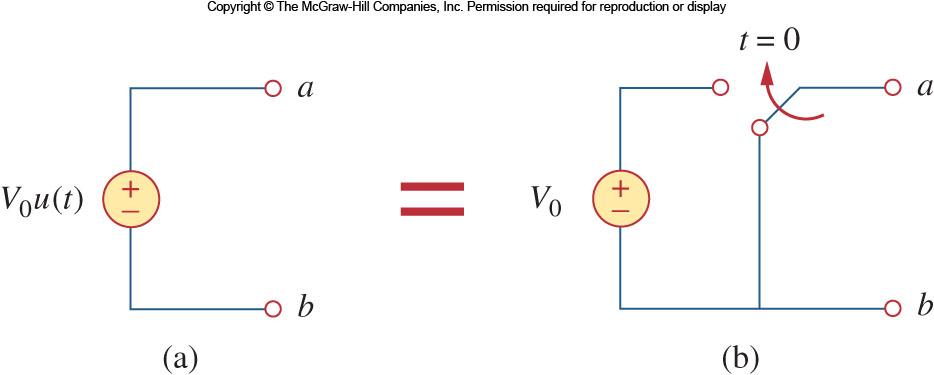 Copyright © The McGraw-Hill Companies, Inc. Permission required for reproduction or display
t = 0
a
a
+
−
V₀u(t)
=
+
−
V₀
b
b
(a)
(b)